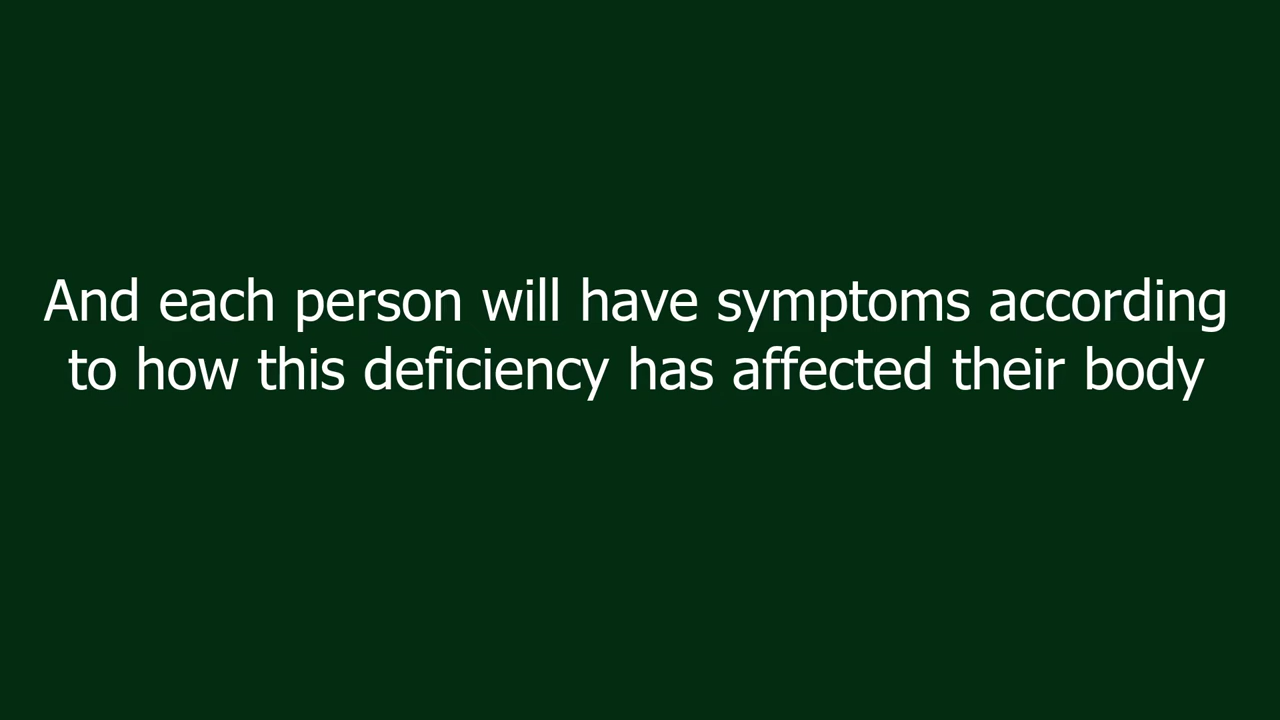 And each person will have symptoms according
to how this deficiency has affected their body